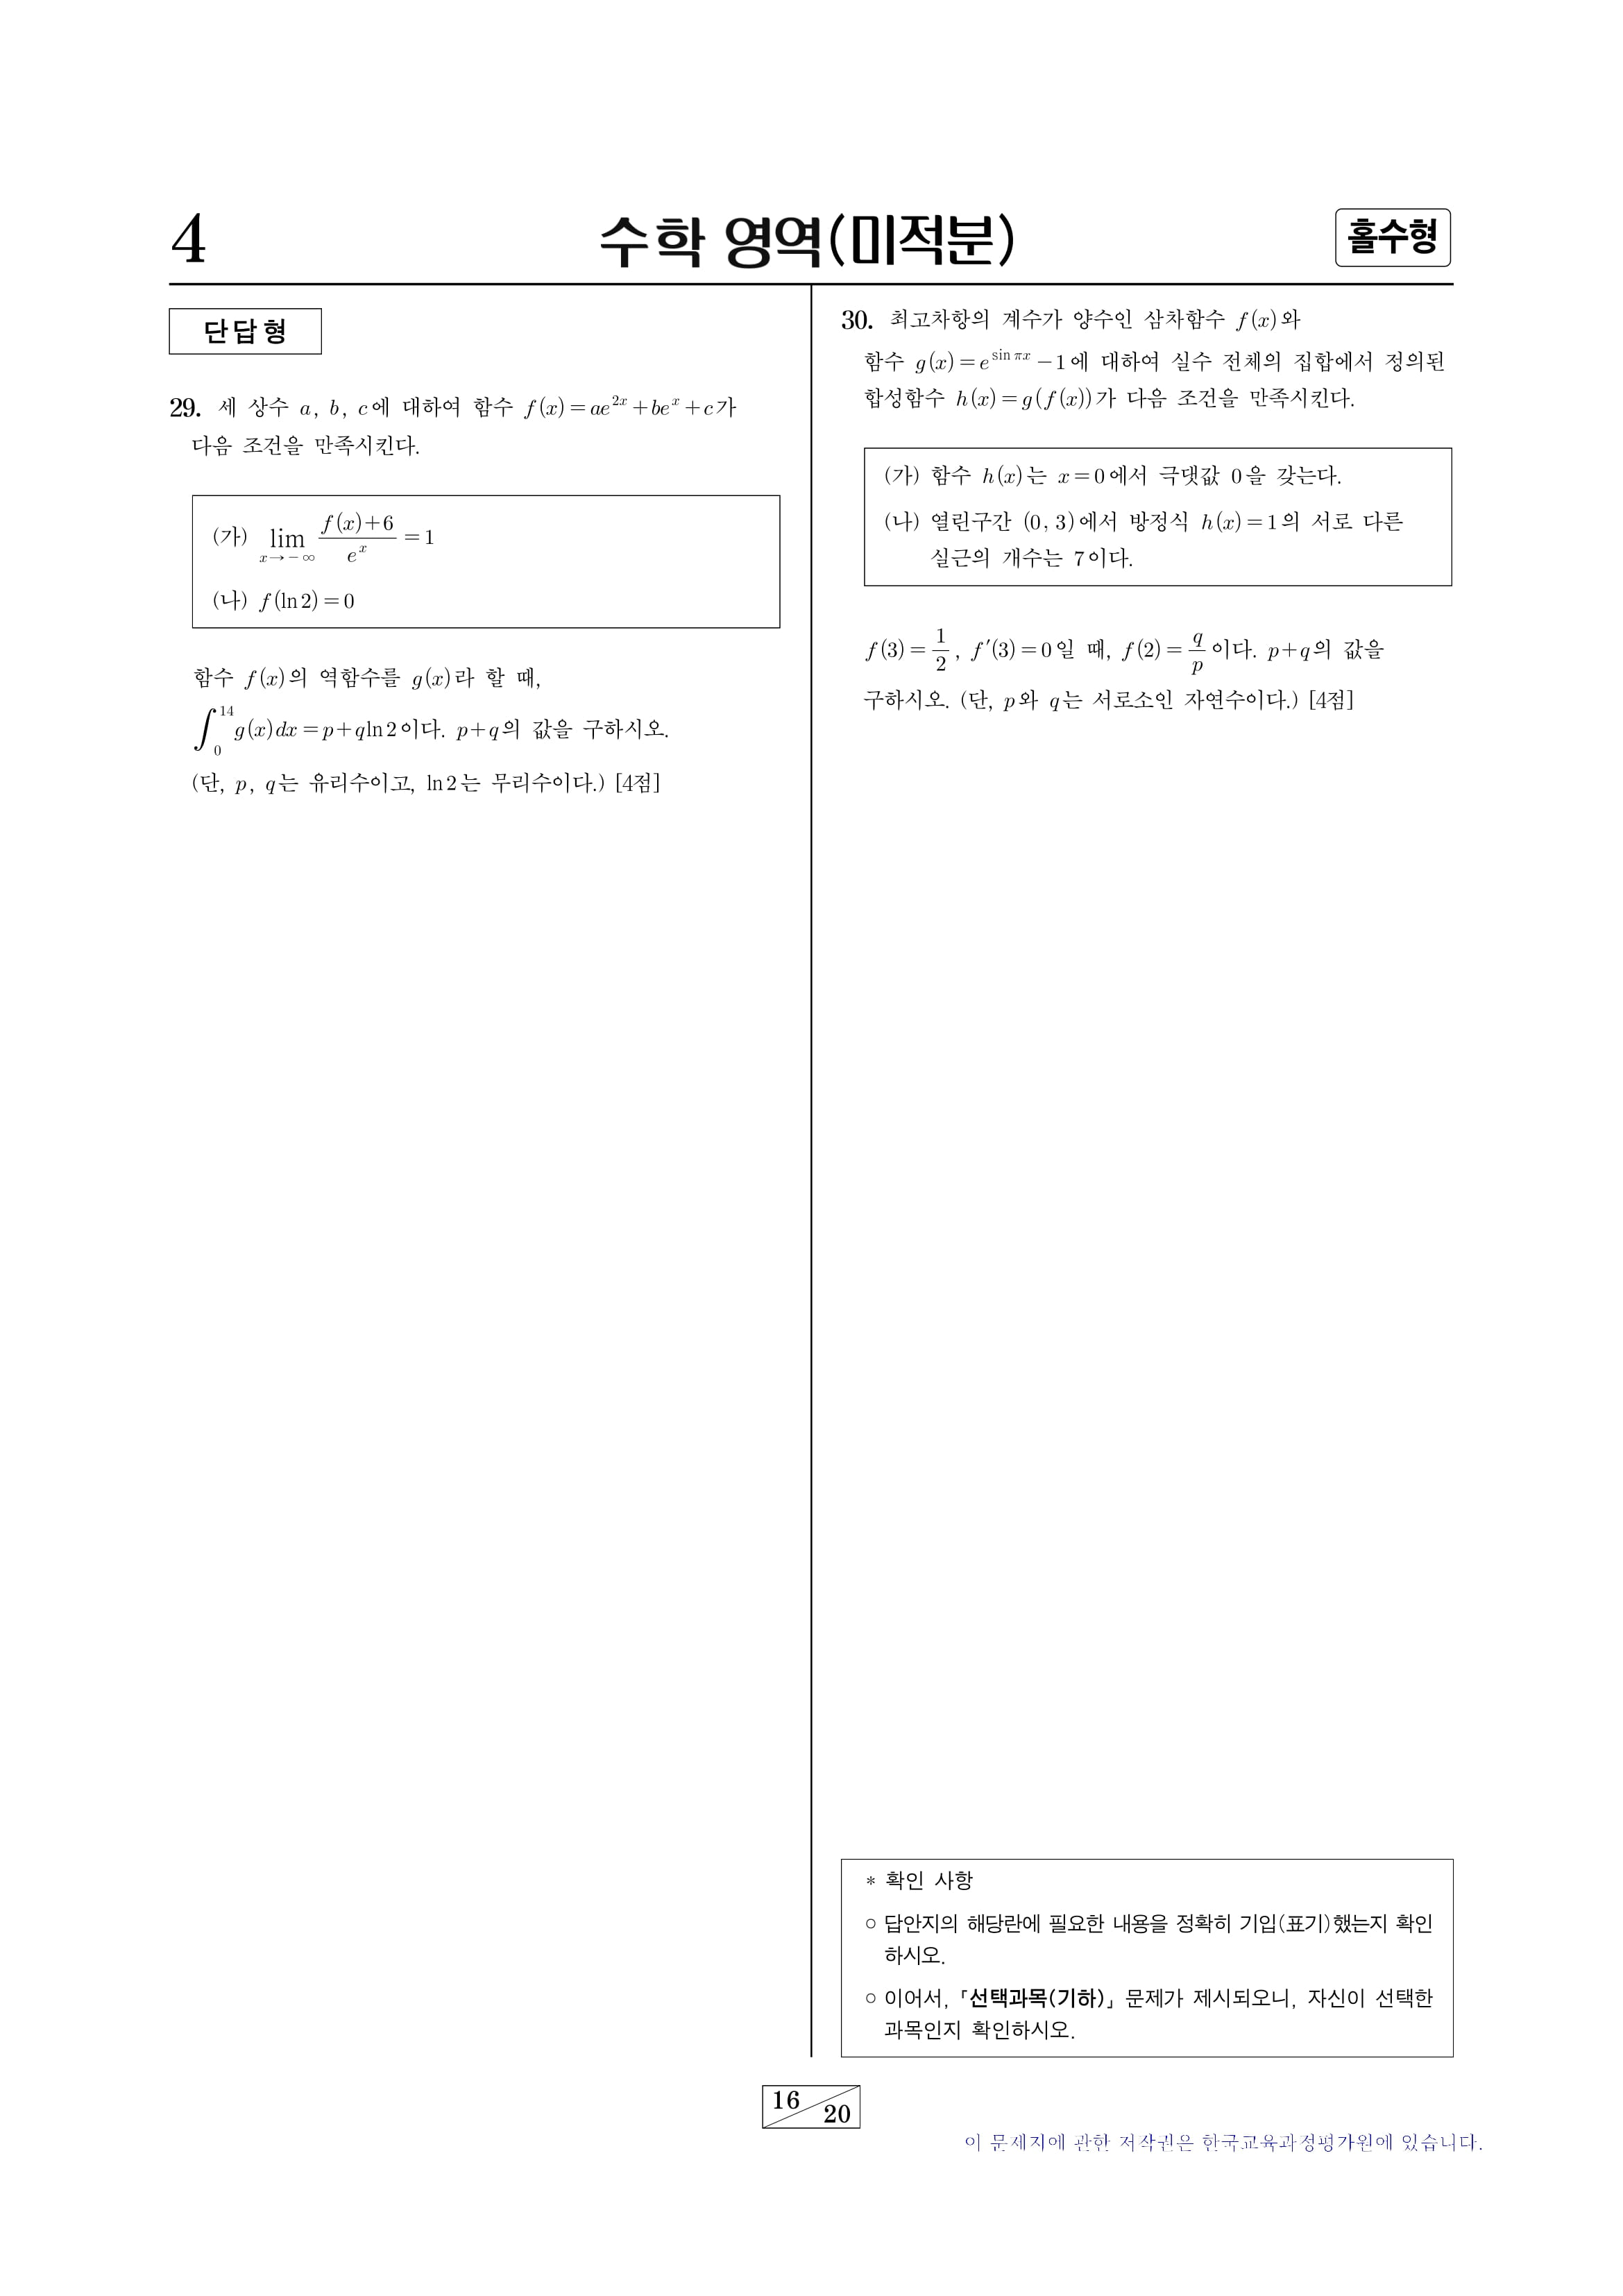 4
수학 영역(미적분)
홀수형
단답형
29. 세 상수 a, b, c에 대하여 함수 f(x)=ae^{2x}+be^x+c가
다음 조건을 만족시킨다.
(가) lim_{x→-∞} \frac{f(x)+6}{e^x} = 1
(나) f(ln2)=0
함수 f(x)의 역함수를 g(x)라 할 때,
∫_0^{14} g(x)dx=p+qln2이다. p+q의 값을 구하시오.
(단, p, q는 유리수이고, ln2는 무리수이다.) [4점]
30. 최고차항의 계수가 양수인 삼차함수 f(x)와
함수 g(x)=e^{sin πx}-1에 대하여 실수 전체의 집합에서 정의된
합성함수 h(x)=g(f(x))가 다음 조건을 만족시킨다.
(가) 함수 h(x)는 x=0에서 극댓값 0을 갖는다.
(나) 열린구간 (0, 3)에서 방정식 h(x)=1의 서로 다른
실근의 개수는 7이다.
f(3)=\frac{1}{2}, f′(3)=0일 때, f(2)=\frac{q}{p}이다. p+q의 값을
구하시오. (단, p와 q는 서로소인 자연수이다.) [4점]
* 확인 사항
○ 답안지의 해당란에 필요한 내용을 정확히 기입(표기)했는지 확인
하시오.
○ 이어서, 「선택과목(기하)」 문제가 제시되오니, 자신이 선택한
과목인지 확인하시오.
16
20
이 문제지에 관한 저작권은 한국교육과정평가원에 있습니다.